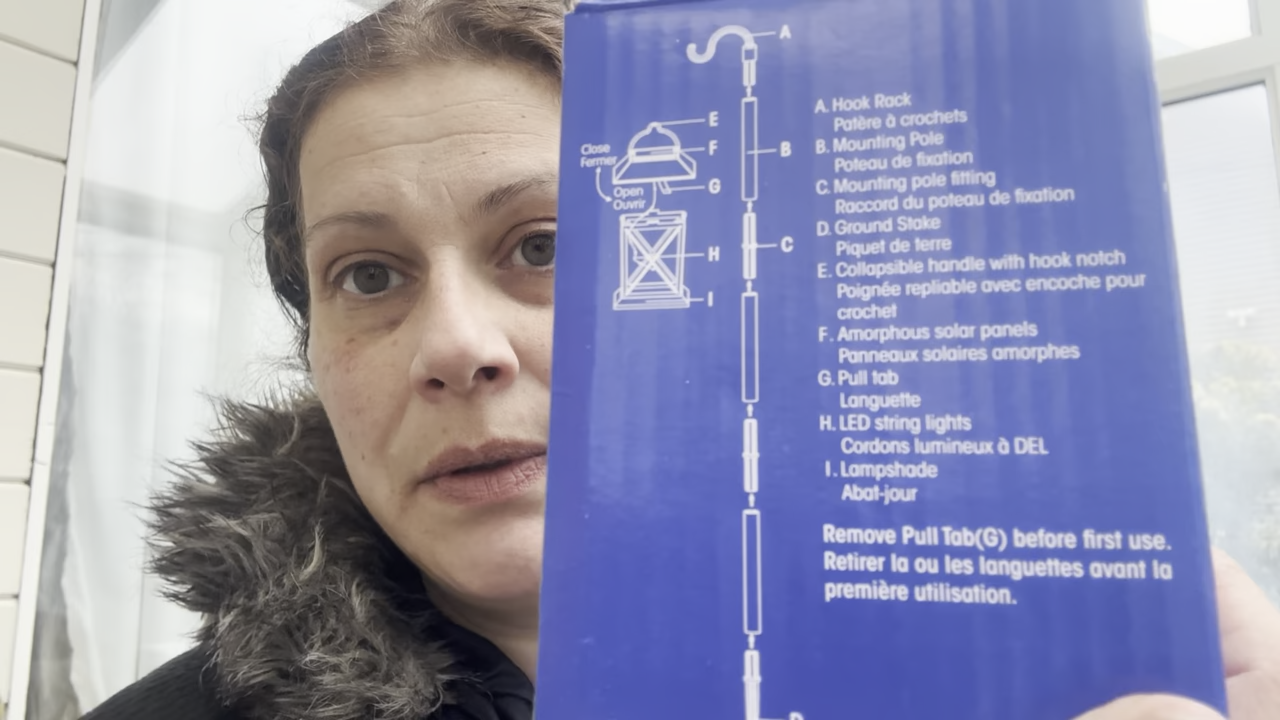 A
E
F
Close
Fermer
B
G
Open
Ouvrir
C
H
I
A. Hook Rack
Patère à crochets
B. Mounting Pole
Poteau de fixation
C. Mounting pole fitting
Raccord du poteau de fixation
D. Ground Stake
Piquet de terre
E. Collapsible handle with hook notch
Poignée repliable avec encoche pour
crochet
F. Amorphous solar panels
Panneaux solaires amorphes
G. Pull tab
Languette
H. LED string lights
Cordons lumineux à DEL
I. Lampshade
Abat-jour
Remove Pull Tab(G) before first use.
Retirer la ou les languettes avant la
première utilisation.